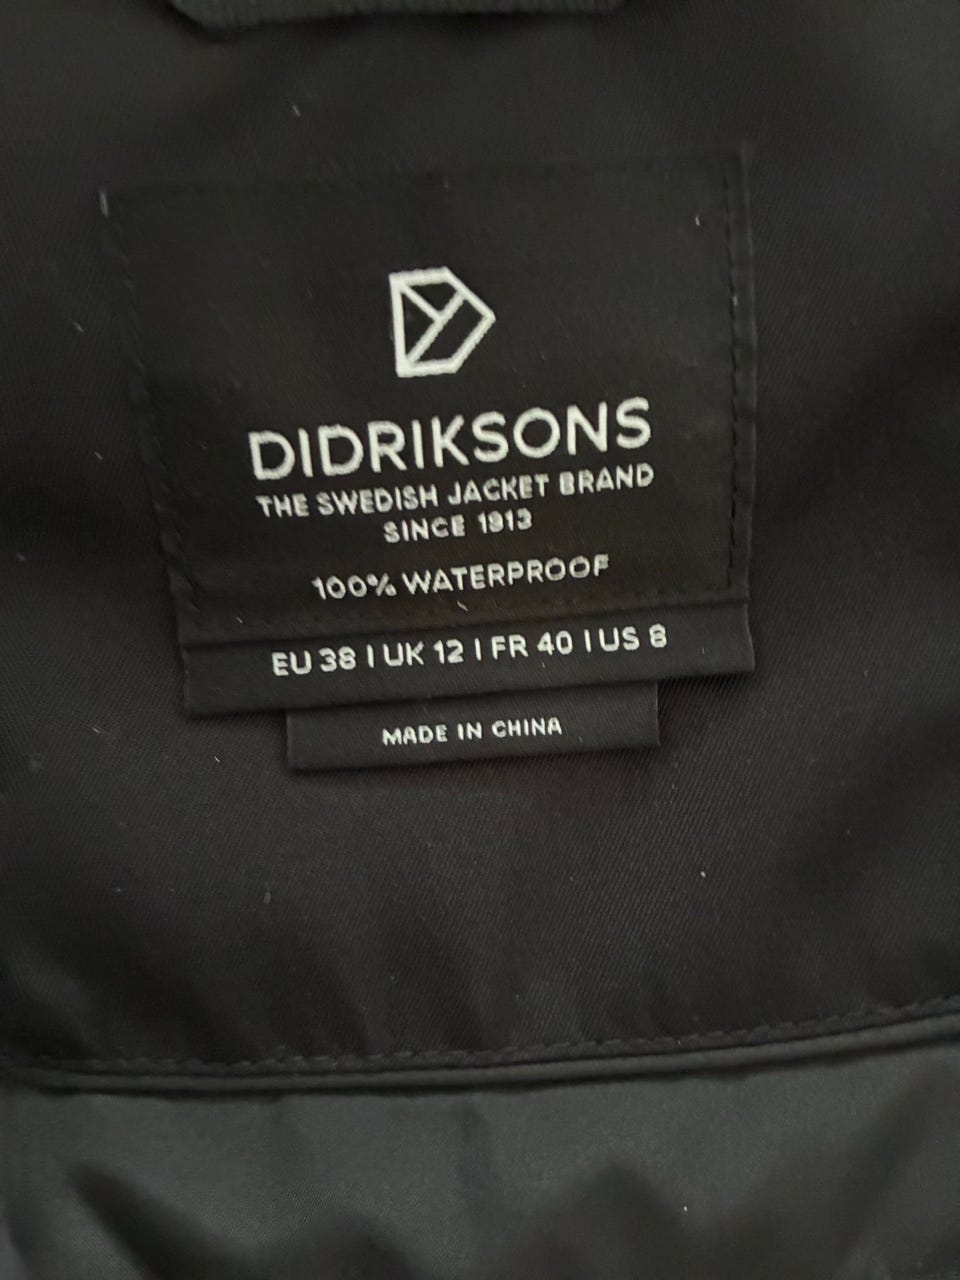 DIDRIKSONS
THE SWEDISH JACKET BRAND
SINCE 1913
100% WATERPROOF
EU 38 | UK 12 | FR 40 | US 8
MADE IN CHINA